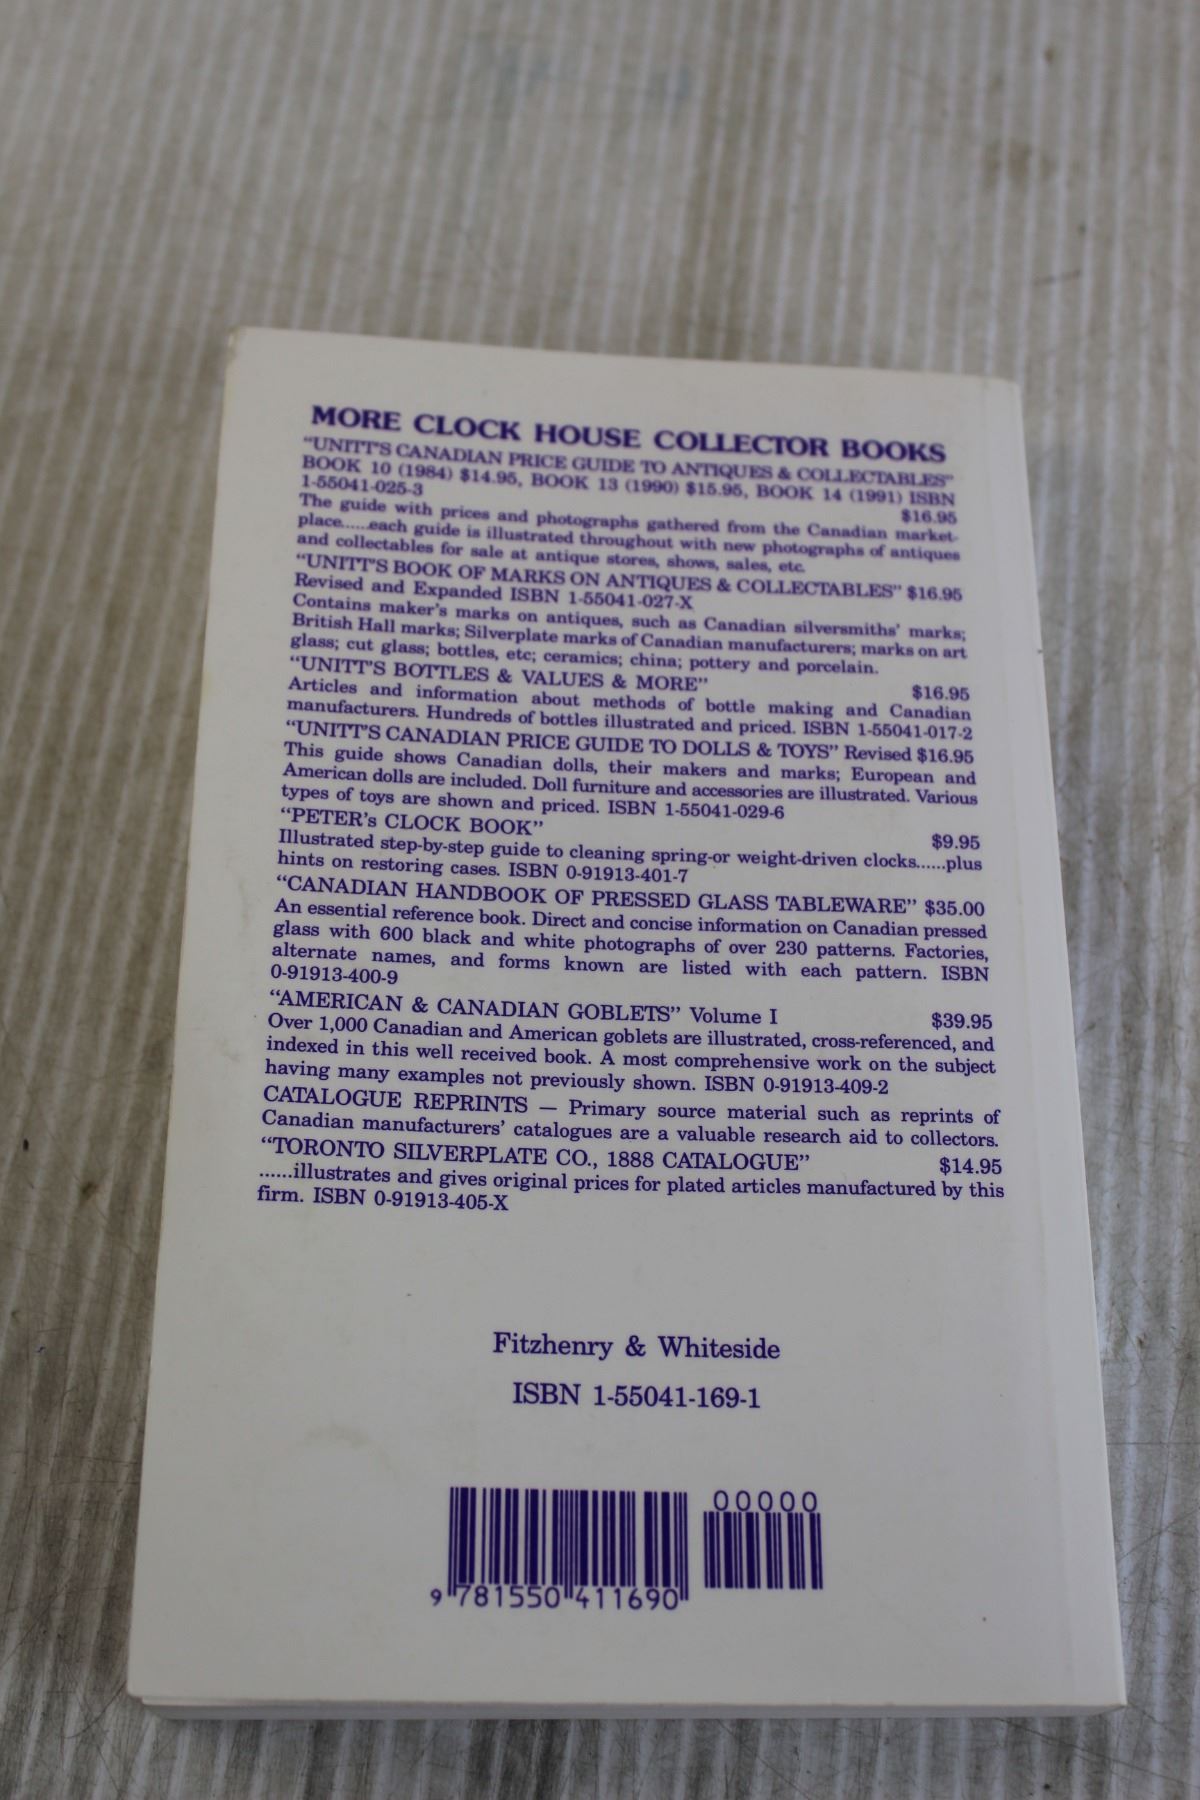 MORE CLOCK HOUSE COLLECTOR BOOKS
“UNITT'S CANADIAN PRICE GUIDE TO ANTIQUES & COLLECTABLES”
BOOK 10 (1984) $14.95, BOOK 13 (1990) $15.95, BOOK 14 (1991) ISBN
1-55041-025-3 $16.95
The guide with prices and photographs gathered from the Canadian market-
place......each guide is illustrated throughout with new photographs of antiques
and collectables for sale at antique stores, shows, sales, etc.
“UNITT'S BOOK OF MARKS ON ANTIQUES & COLLECTABLES” $16.95
Revised and Expanded ISBN 1-55041-027-X
Contains maker's marks on antiques, such as Canadian silversmiths' marks;
British Hall marks; Silverplate marks of Canadian manufacturers; marks on art
glass; cut glass; bottles, etc; ceramics; china; pottery and porcelain.
“UNITT'S BOTTLES & VALUES & MORE” $16.95
Articles and information about methods of bottle making and Canadian
manufacturers. Hundreds of bottles illustrated and priced. ISBN 1-55041-017-2
“UNITT'S CANADIAN PRICE GUIDE TO DOLLS & TOYS” Revised $16.95
This guide shows Canadian dolls, their makers and marks; European and
American dolls are included. Doll furniture and accessories are illustrated. Various
types of toys are shown and priced. ISBN 1-55041-029-6
“PETER's CLOCK BOOK” $9.95
Illustrated step-by-step guide to cleaning spring-or weight-driven clocks......plus
hints on restoring cases. ISBN 0-91913-401-7
“CANADIAN HANDBOOK OF PRESSED GLASS TABLEWARE” $35.00
An essential reference book. Direct and concise information on Canadian pressed
glass with 600 black and white photographs of over 230 patterns. Factories,
alternate names, and forms known are listed with each pattern. ISBN
0-91913-400-9
“AMERICAN & CANADIAN GOBLETS” Volume I $39.95
Over 1,000 Canadian and American goblets are illustrated, cross-referenced, and
indexed in this well received book. A most comprehensive work on the subject
having many examples not previously shown. ISBN 0-91913-409-2
CATALOGUE REPRINTS — Primary source material such as reprints of
Canadian manufacturers' catalogues are a valuable research aid to collectors.
“TORONTO SILVERPLATE CO., 1888 CATALOGUE” $14.95
......illustrates and gives original prices for plated articles manufactured by this
firm. ISBN 0-91913-405-X
Fitzhenry & Whiteside
ISBN 1-55041-169-1
00000
9 781550 411690